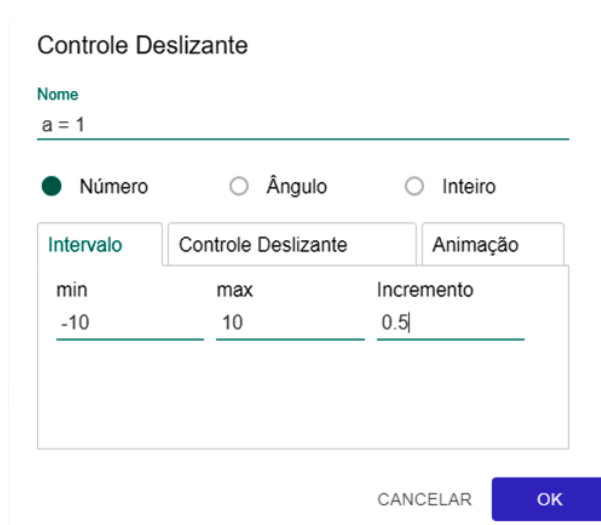 Controle Deslizante
Nome
a = 1
Número Ângulo Inteiro
Intervalo Controle Deslizante Animação
min max Incremento
-10 10 0.5
CANCELAR OK